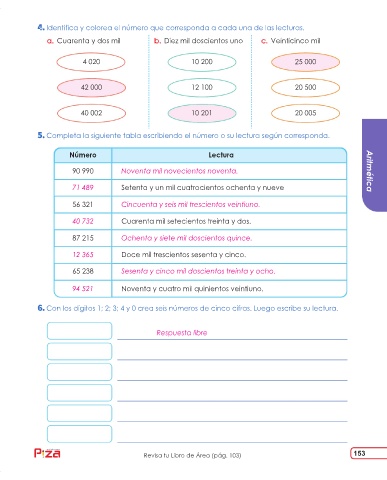 4. Identifica y colorea el número que corresponda a cada una de las lecturas.
a. Cuarenta y dos mil b. Diez mil doscientos uno c. Veinticinco mil
4 020 10 200 25 000
42 000 12 100 20 500
40 002 10 201 20 005
5. Completa la siguiente tabla escribiendo el número o su lectura según corresponda.
Número Lectura
90 990 Noventa mil novecientos noventa.
71 489 Setenta y un mil cuatrocientos ochenta y nueve
56 321 Cincuenta y seis mil trescientos veintiuno.
40 732 Cuarenta mil setecientos treinta y dos.
87 215 Ochenta y siete mil doscientos quince.
12 365 Doce mil trescientos sesenta y cinco.
65 238 Sesenta y cinco mil doscientos treinta y ocho.
94 521 Noventa y cuatro mil quinientos veintiuno.
Aritmética
6. Con los dígitos 1; 2; 3; 4 y 0 crea seis números de cinco cifras. Luego escribe su lectura.
Respuesta libre
Pizza
Revisa tu Libro de Área (pág. 103)
153